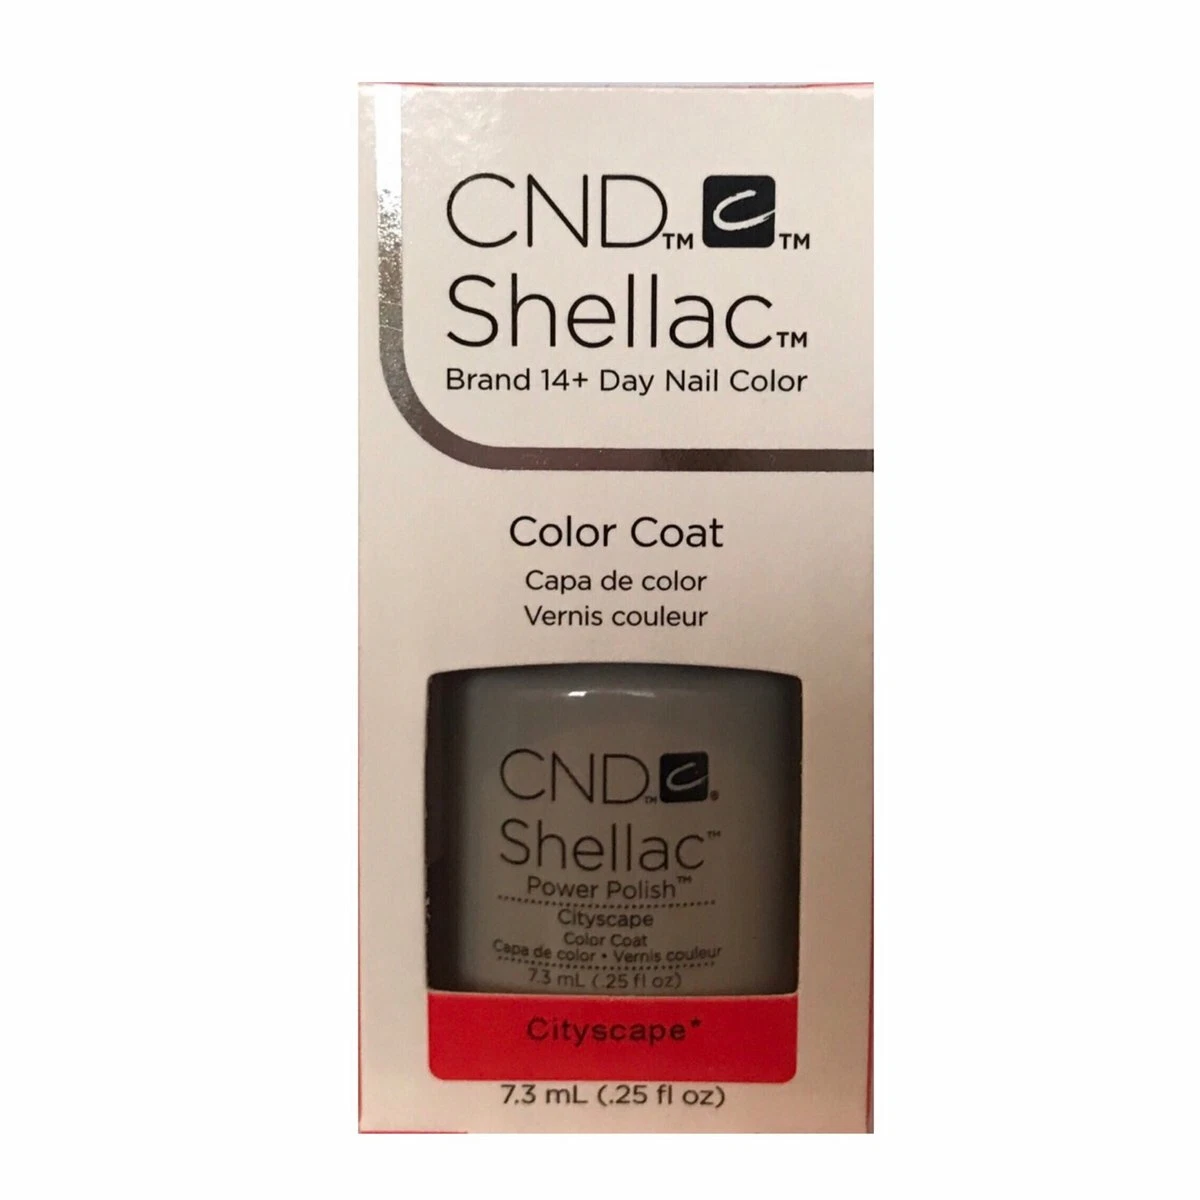 CND™ C™
Shellac™
Brand 14+ Day Nail Color
Color Coat
Capa de color
Vernis couleur
CND™ C®
Shellac™
Power Polish™
Cityscape
Color Coat
Capa de color • Vernis couleur
7.3 mL (.25 fl oz)
Cityscape*
7.3 mL (.25 fl oz)